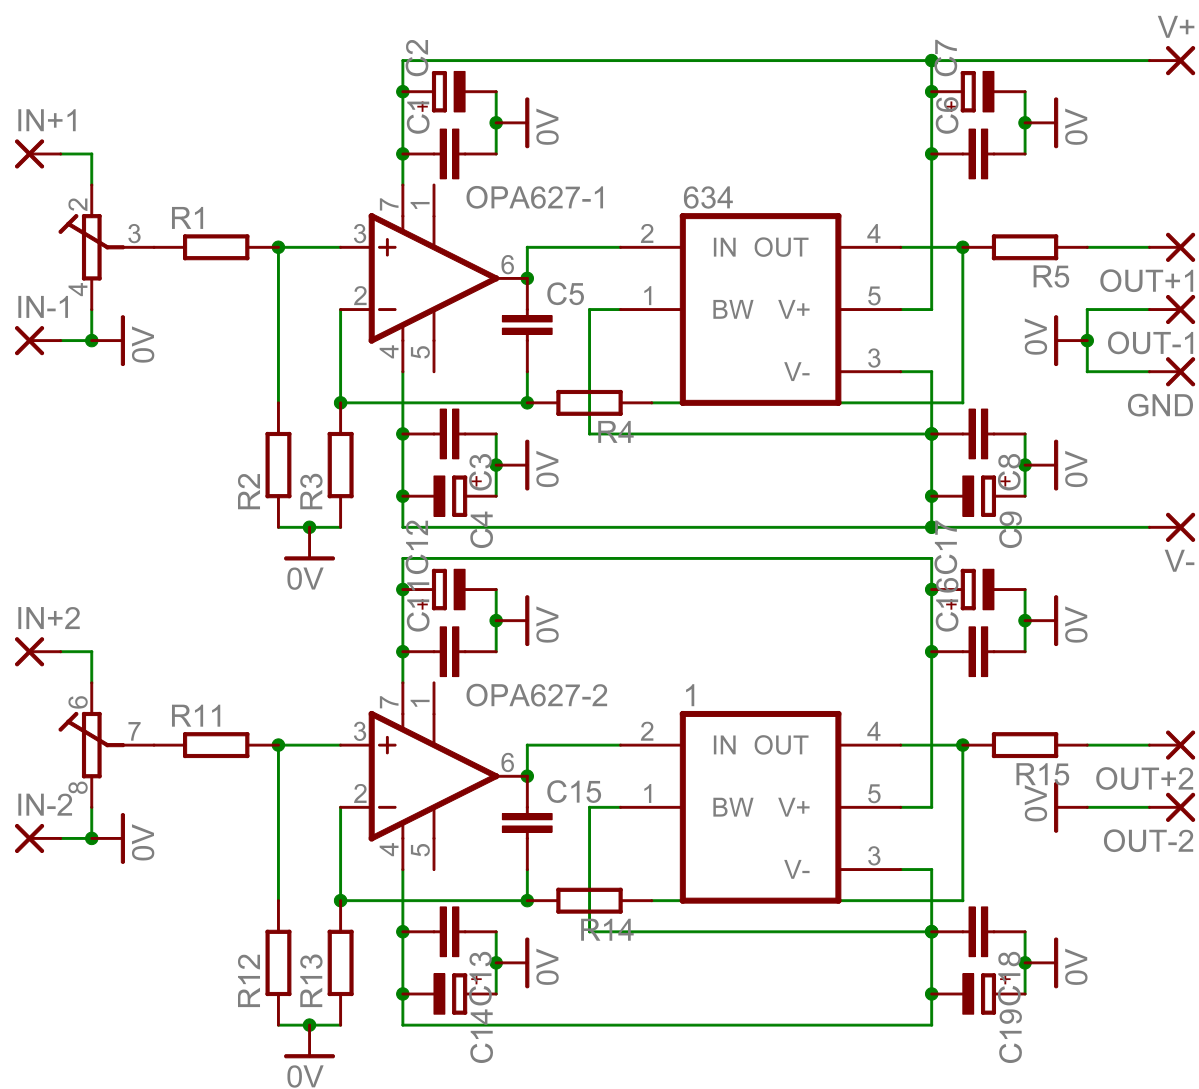 V+
C2
C7
C1
+
C6
+
0V
0V
IN+1
2
3
4
R1
IN-1
0V
7
1
OPA627-1
3
+
2
−
6
4
5
C5
634
2
IN OUT
4
1
BW V+
5
V-
3
R5
OUT+1
0V
OUT-1
GND
R4
R2
R3
C3
+
C4
0V
C8
+
C9
0V
0V
V-
C12
C11
+
C17
C16
+
0V
0V
IN+2
6
7
8
R11
IN-2
0V
7
1
OPA627-2
3
+
2
−
6
4
5
C15
1
2
IN OUT
4
1
BW V+
5
V-
3
R15
OUT+2
0V
OUT-2
R14
R12
R13
C13
+
C14
0V
C18
+
C19
0V
0V